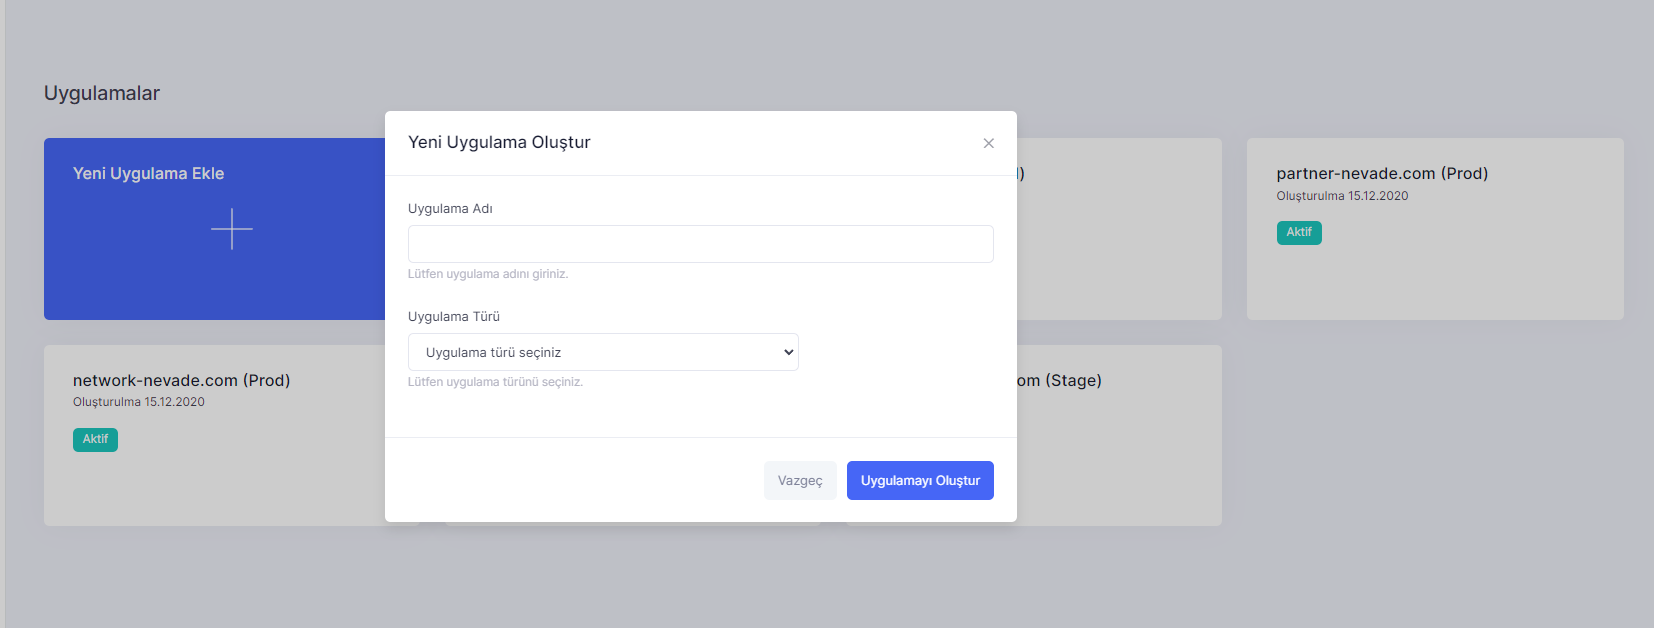 Uygulamalar
Yeni Uygulama Ekle
Yeni Uygulama Oluştur
Uygulama Adı
Lütfen uygulama adını giriniz.
Uygulama Türü
Uygulama türü seçiniz
Lütfen uygulama türünü seçiniz.
Vazgeç
Uygulamayı Oluştur
partner-nevade.com (Prod)
Oluşturulma 15.12.2020
Aktif
network-nevade.com (Prod)
Oluşturulma 15.12.2020
Aktif
(Stage)